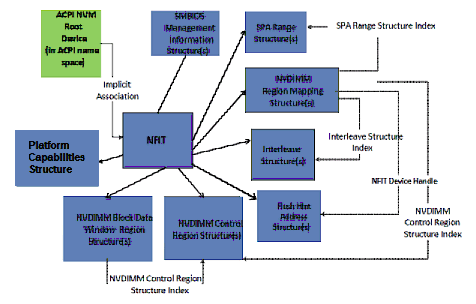 ACPI NVM
Root
Device
(in ACPI name
space)
SMBIOS
Management
Information
Structure(s)
SPA Range
Structure(s)
SPA Range Structure Index
Implicit
Association
NVDIMM
Region Mapping
Structure(s)
NFIT
Platform
Capabilities
Structure
Interleave
Structure(s)
Interleave Structure
Index
NFIT Device Handle
NVDIMM Block Data
Window Region
Structure(s)
NVDIMM Control
Region Structure(s)
Flush Hint
Address
Structure(s)
NVDIMM
Control Region
Structure Index
NVDIMM Control Region
Structure Index